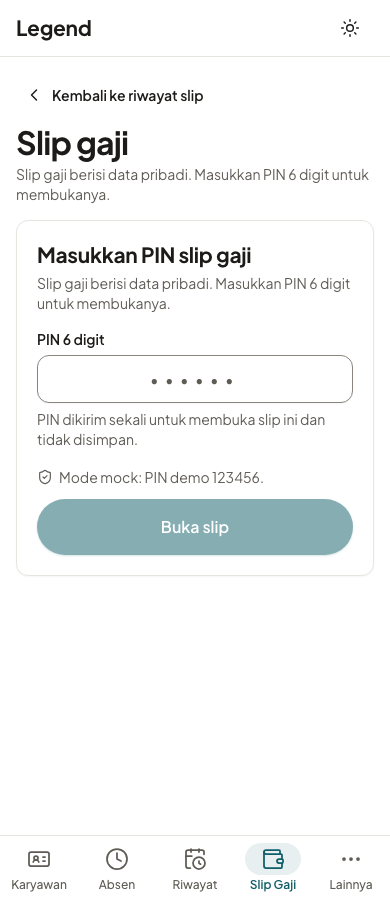 Legend
Kembali ke riwayat slip
Slip gaji
Slip gaji berisi data pribadi. Masukkan PIN 6 digit untuk
membukanya.
Masukkan PIN slip gaji
Slip gaji berisi data pribadi. Masukkan PIN 6 digit
untuk membukanya.
PIN 6 digit
••••••
PIN dikirim sekali untuk membuka slip ini dan
tidak disimpan.
Mode mock: PIN demo 123456.
Buka slip
Karyawan
Absen
Riwayat
Slip Gaji
Lainnya